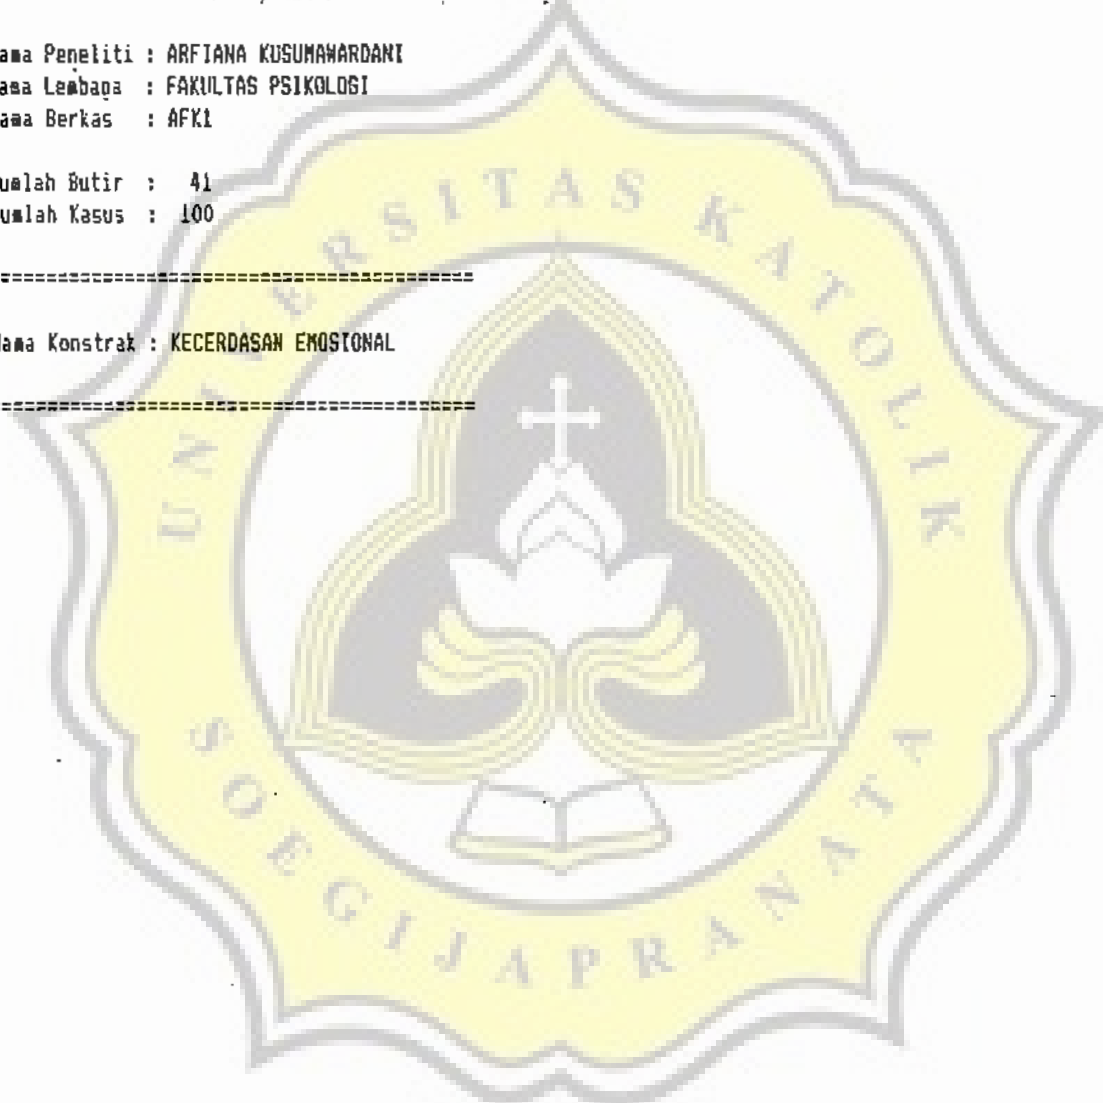 ama Peneliti : ARFIANA KUSUMAWARDANI
ama Lembaga : FAKULTAS PSIKOLOGI
ama Berkas : AFK1
umlah Butir : 41
umlah Kasus : 100
===============================================
ama Konstrak : KECERDASAN EMOSIONAL
===============================================
UNIVERSITAS KATOLIK
SOEGIJAPRANATA